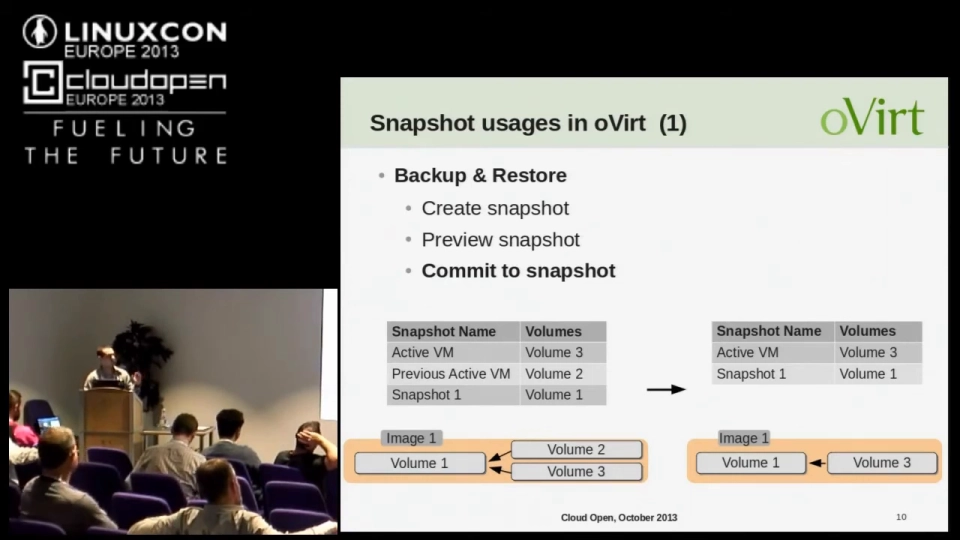 LINUXCON
EUROPE 2013
cloudopen
EUROPE 2013
FUELING
THE FUTURE
Snapshot usages in oVirt (1)
oVirt
• Backup & Restore
• Create snapshot
• Preview snapshot
• Commit to snapshot
Snapshot Name Volumes
Active VM Volume 3
Previous Active VM Volume 2
Snapshot 1 Volume 1
Snapshot Name Volumes
Active VM Volume 3
Snapshot 1 Volume 1
Image 1
Volume 1
Volume 2
Volume 3
Image 1
Volume 1
Volume 3
Cloud Open, October 2013
10